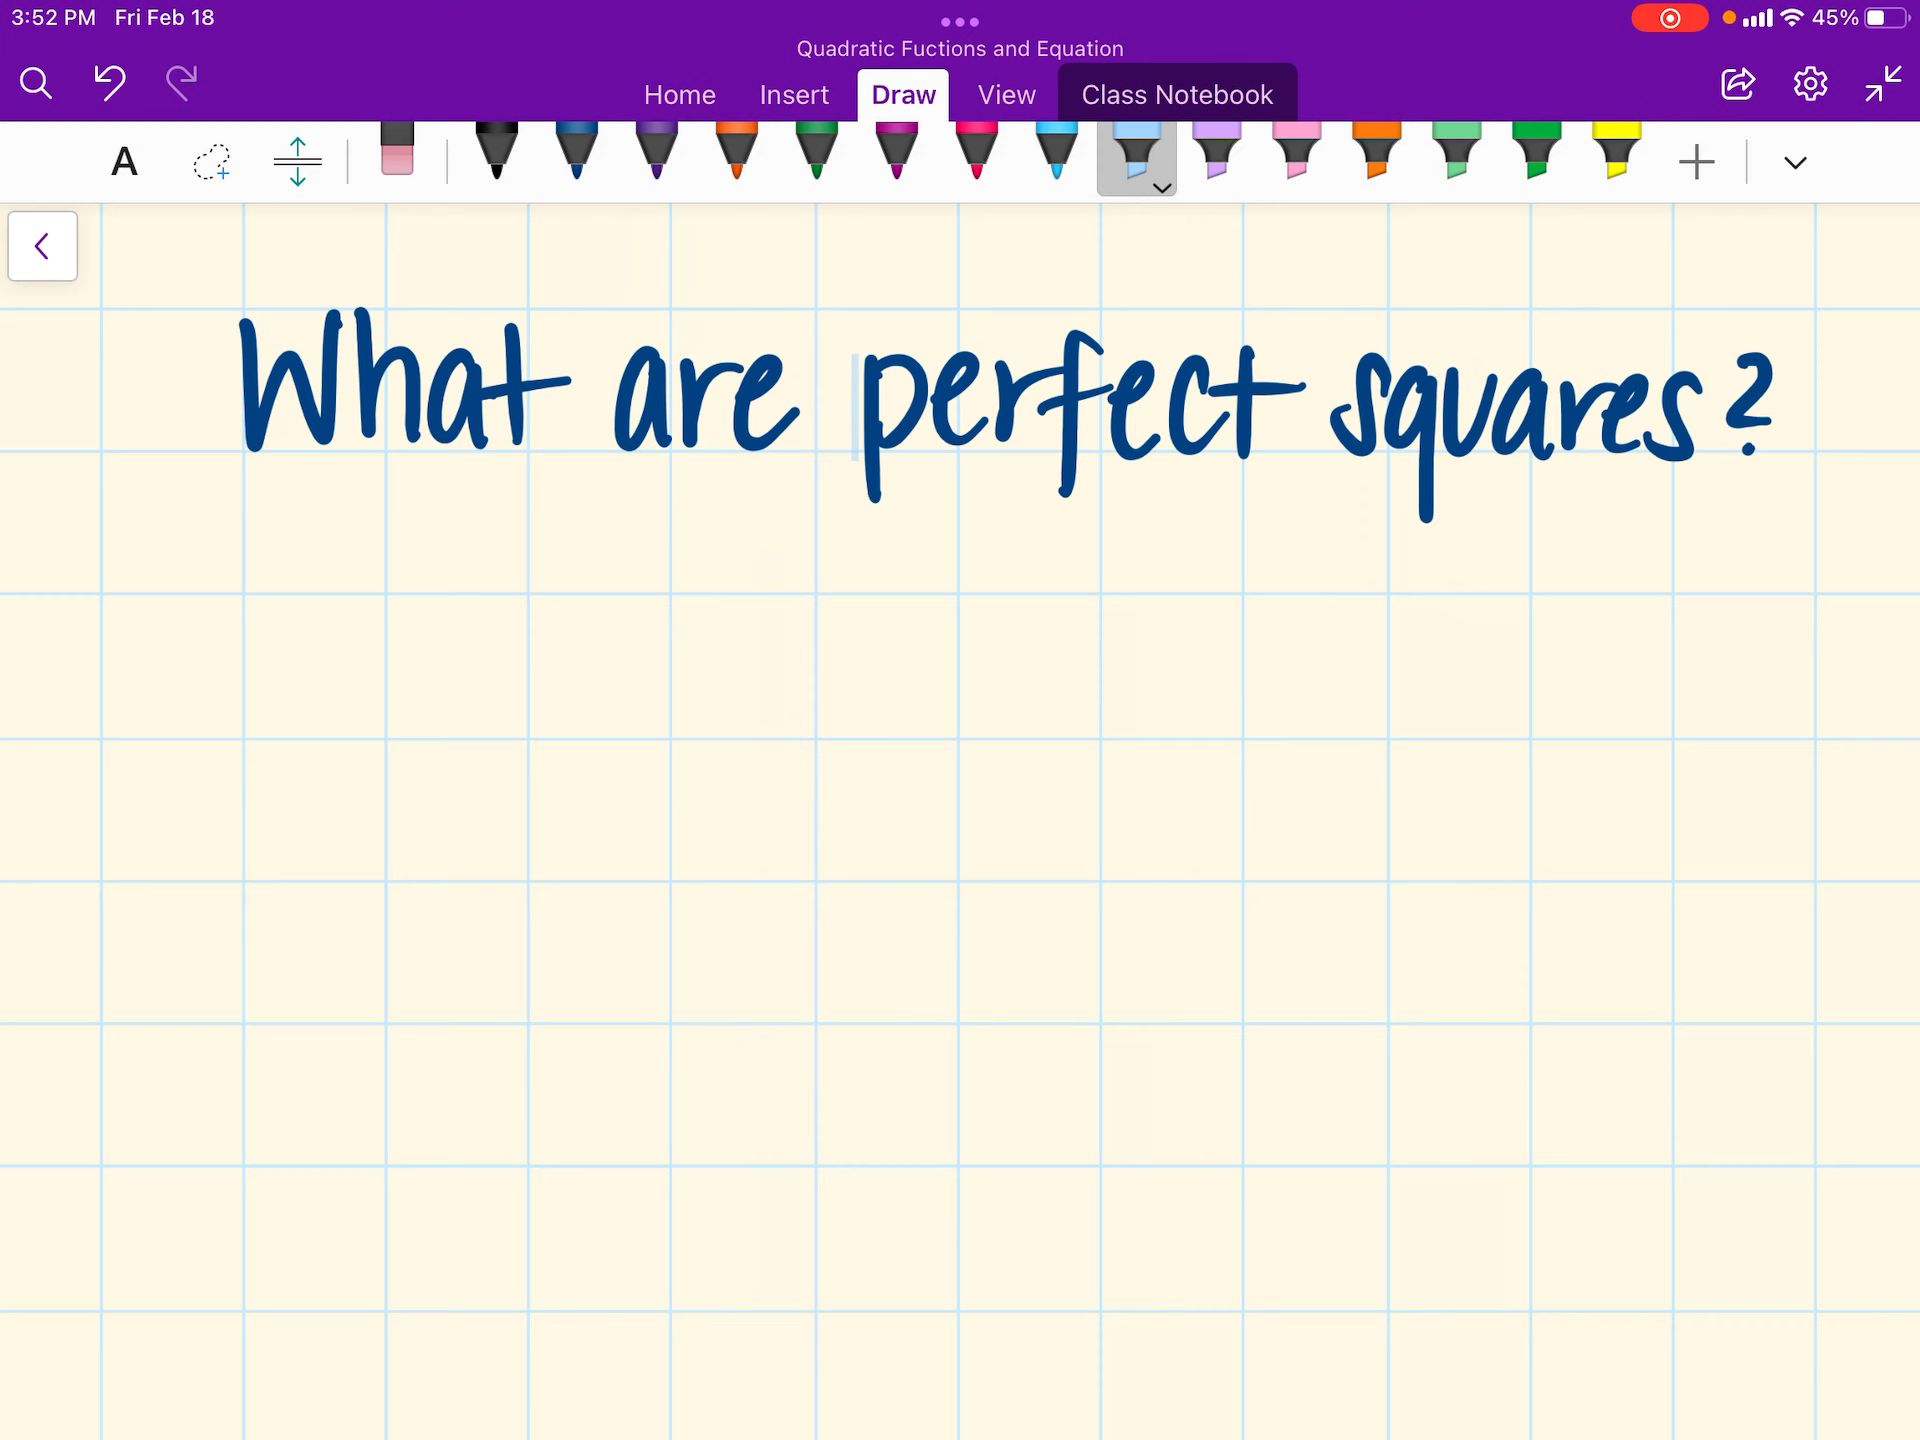 3:52 PM Fri Feb 18
45%
Quadratic Fuctions and Equation
Home Insert Draw View Class Notebook
A
What are perfect squares?